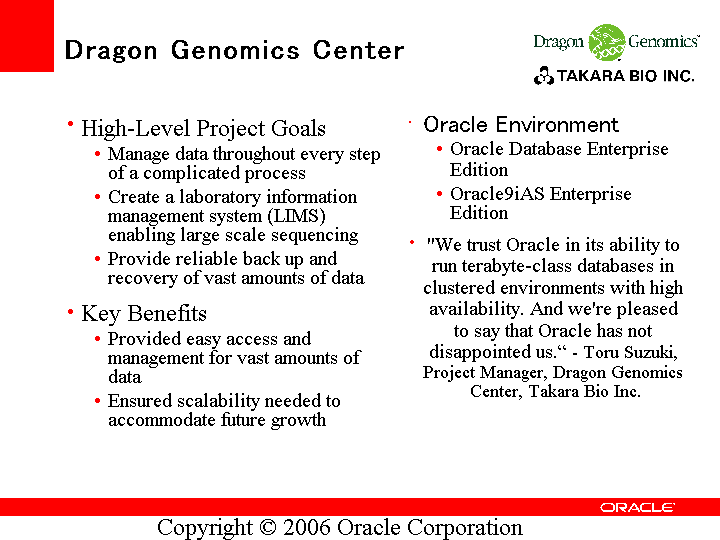 Dragon Genomics Center
Dragon Genomics
TAKARA BIO INC.
• High-Level Project Goals
• Manage data throughout every step
of a complicated process
• Create a laboratory information
management system (LIMS)
enabling large scale sequencing
• Provide reliable back up and
recovery of vast amounts of data
• Key Benefits
• Provided easy access and
management for vast amounts of
data
• Ensured scalability needed to
accommodate future growth
• Oracle Environment
• Oracle Database Enterprise
Edition
• Oracle9iAS Enterprise
Edition
• "We trust Oracle in its ability to
run terabyte-class databases in
clustered environments with high
availability. And we're pleased
to say that Oracle has not
disappointed us.“ - Toru Suzuki,
Project Manager, Dragon Genomics
Center, Takara Bio Inc.
ORACLE
Copyright © 2006 Oracle Corporation